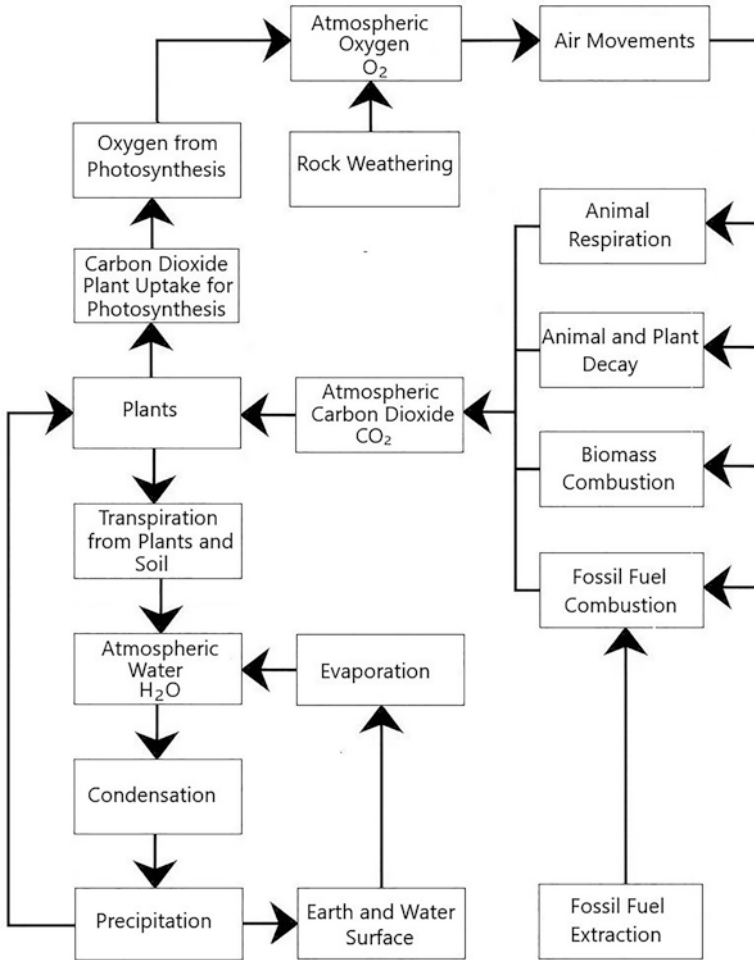 Atmospheric
Oxygen
O₂
Air Movements
Oxygen from
Photosynthesis
Rock Weathering
Animal
Respiration
Carbon Dioxide
Plant Uptake for
Photosynthesis
Animal and Plant
Decay
Plants
Atmospheric
Carbon Dioxide
CO₂
Biomass
Combustion
Transpiration
from Plants and
Soil
Fossil Fuel
Combustion
Atmospheric
Water
H₂O
Evaporation
Condensation
Precipitation
Earth and Water
Surface
Fossil Fuel
Extraction